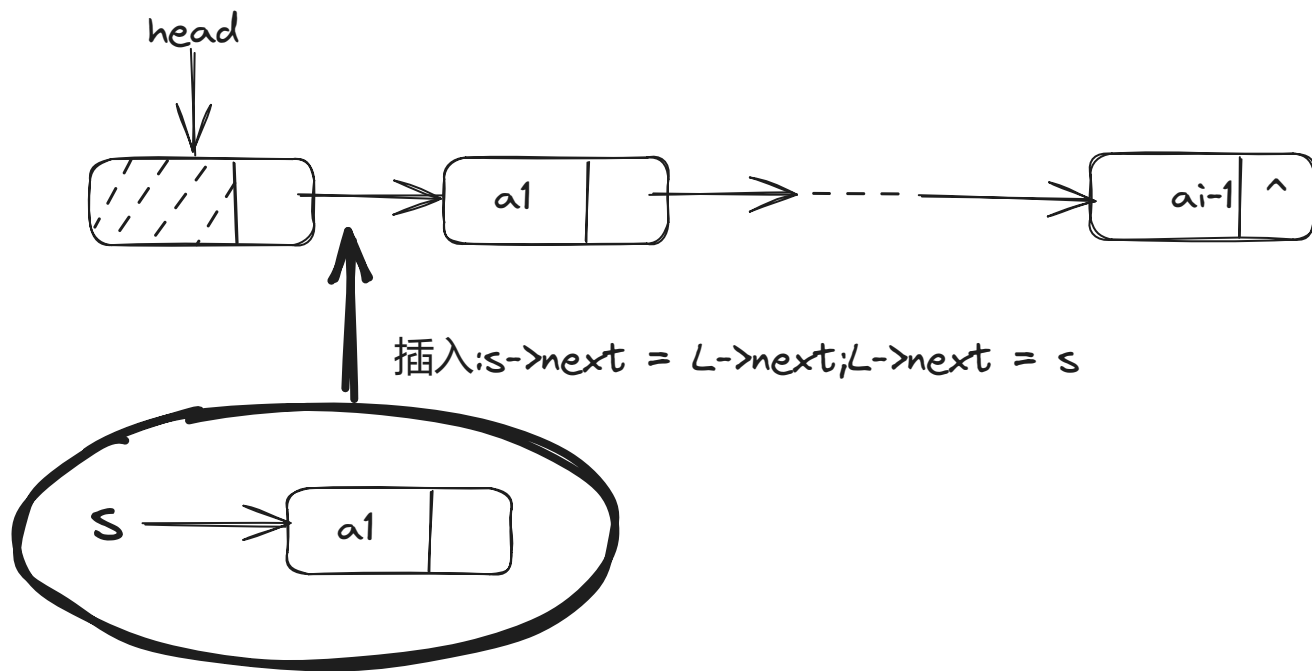 head
a1
ai-1 ^
插入:s->next = L->next;L->next = s
s
a1